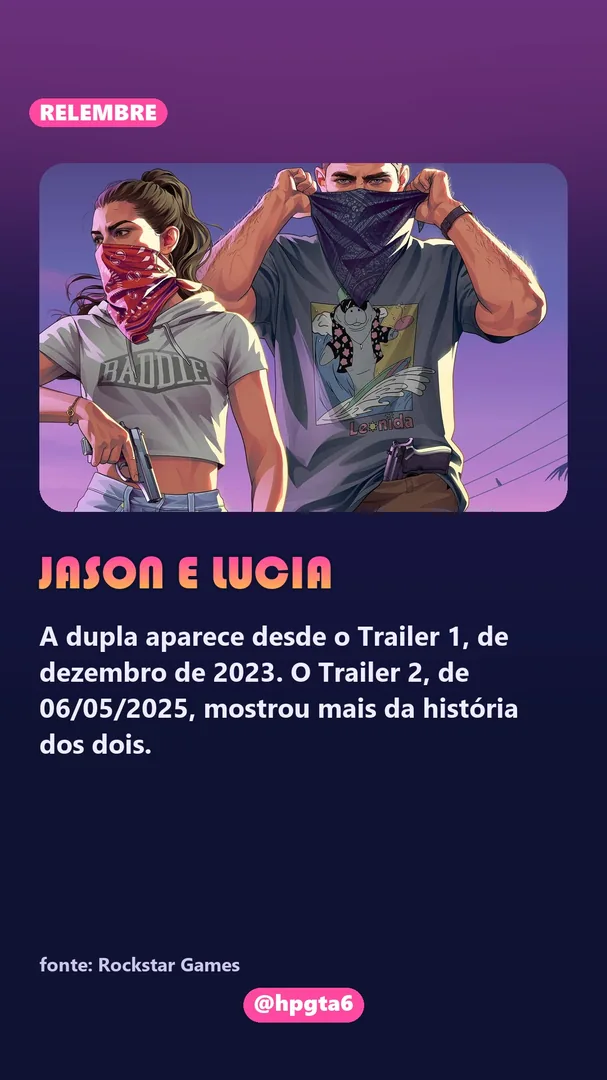 RELEMBRE
BADDIE
Leonida
JASON E LUCIA
A dupla aparece desde o Trailer 1, de
dezembro de 2023. O Trailer 2, de
06/05/2025, mostrou mais da história
dos dois.
fonte: Rockstar Games
@hpgta6